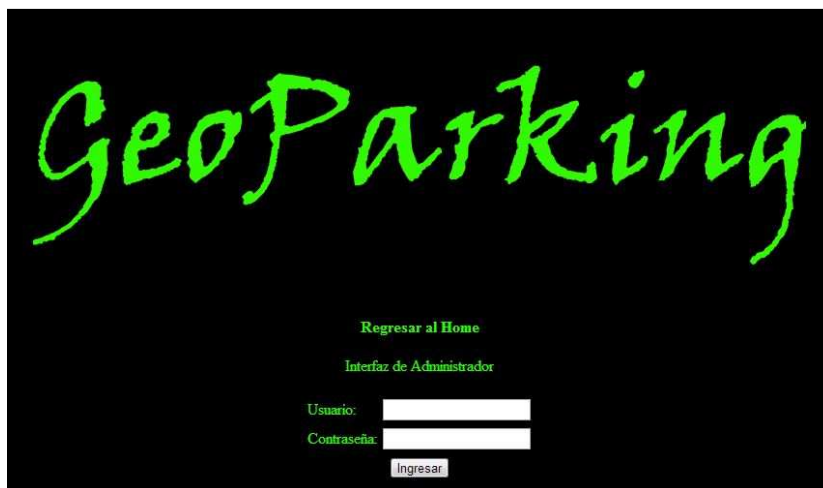 GeoParking
Regresar al Home
Interfaz de Administrador
Usuario:
Contraseña:
Ingresar